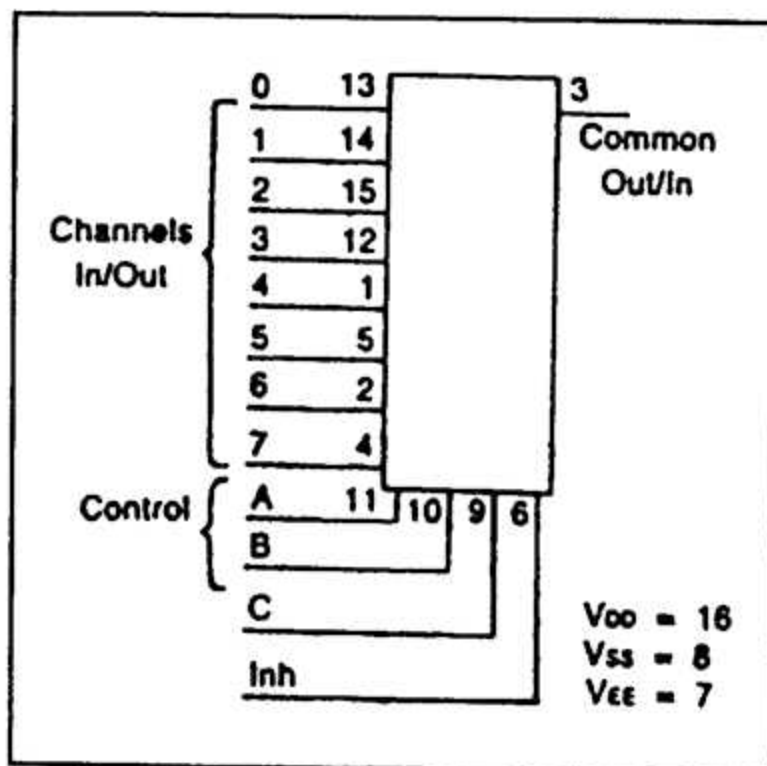 0 13
3
Common
Out/In
1 14
2 15
Channels
In/Out
3 12
4 1
5 5
6 2
7 4
Control
A 11 10 9 6
B
C
Inh
VDD = 16
VSS = 8
VEE = 7